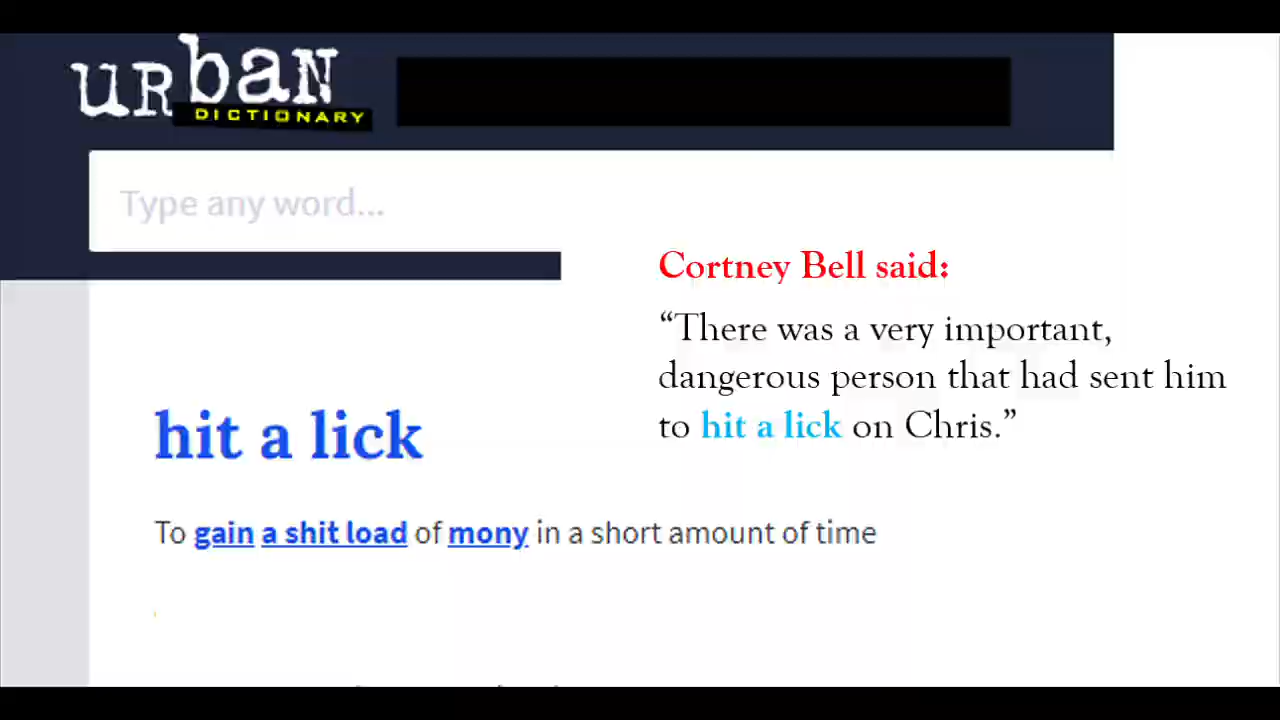 urban
DICTIONARY
Type any word...
Cortney Bell said:
“There was a very important,
dangerous person that had sent him
to hit a lick on Chris.”
hit a lick
To gain a shit load of mony in a short amount of time